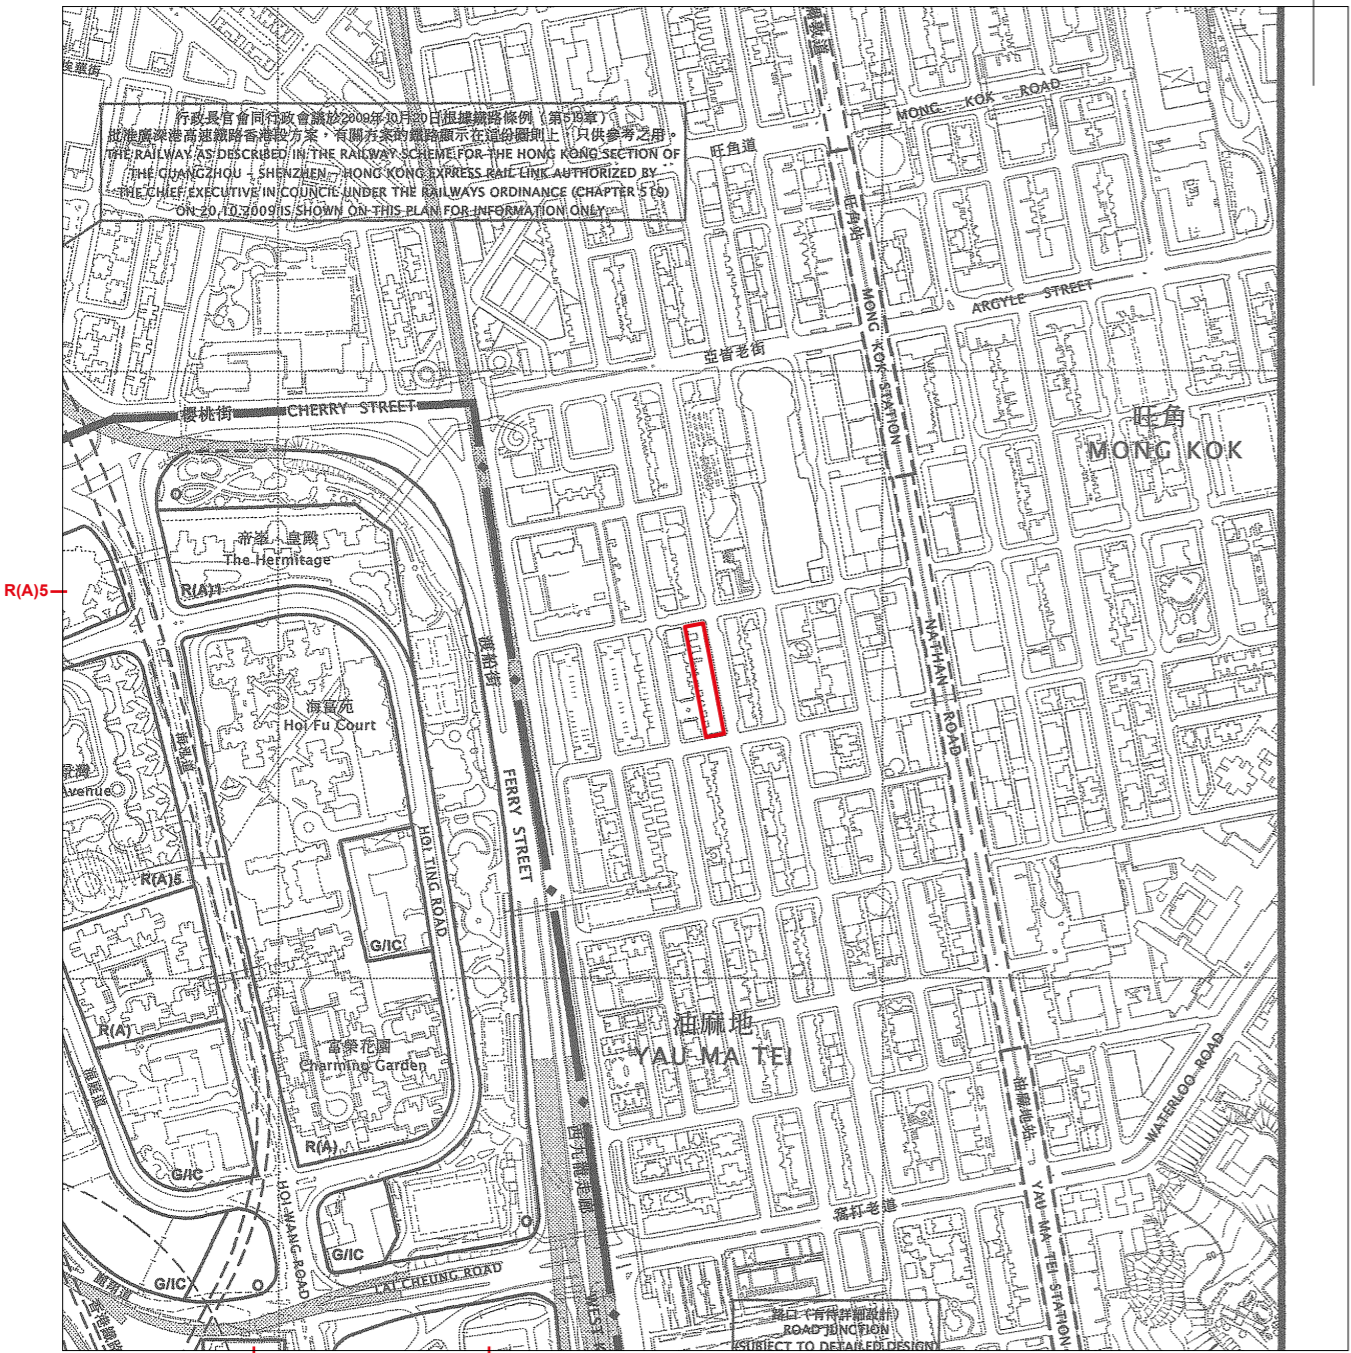 行政長官會同行政會議於2009年10月20日根據鐵路條例（第519章）
批准廣深港高速鐵路香港段方案，有關方案的鐵路顯示在這份圖則上，只供參考之用。
THE RAILWAY AS DESCRIBED IN THE RAILWAY SCHEME FOR THE HONG KONG SECTION OF
THE GUANGZHOU - SHENZHEN - HONG KONG EXPRESS RAIL LINK AUTHORIZED BY
THE CHIEF EXECUTIVE IN COUNCIL UNDER THE RAILWAYS ORDINANCE (CHAPTER 519)
ON 20.10.2009 IS SHOWN ON THIS PLAN FOR INFORMATION ONLY.
MONG KOK ROAD
旺角道
旺角站
MONG KOK STATION
ARGYLE STREET
亞皆老街
櫻桃街
CHERRY STREET
旺角
MONG KOK
帝峯．皇殿
The Hermitage
R(A)5
R(A)1
O
渡船街
NATHAN ROAD
海富苑
Hoi Fu Court
Avenue
FERRY STREET
HOI TING ROAD
R(A)5
G/IC
R(A)
油麻地
YAU MA TEI
富榮花園
Charming Garden
油麻地站
WATERLOO ROAD
R(A)
G/IC
西九龍走廊
HOI WANG ROAD
YAU MA TEI STATION
窩打老道
O
G/IC
G/IC
O
LAI CHEUNG ROAD
WEST K
路口（有待詳細設計）
ROAD JUNCTION
(SUBJECT TO DETAILED DESIGN)